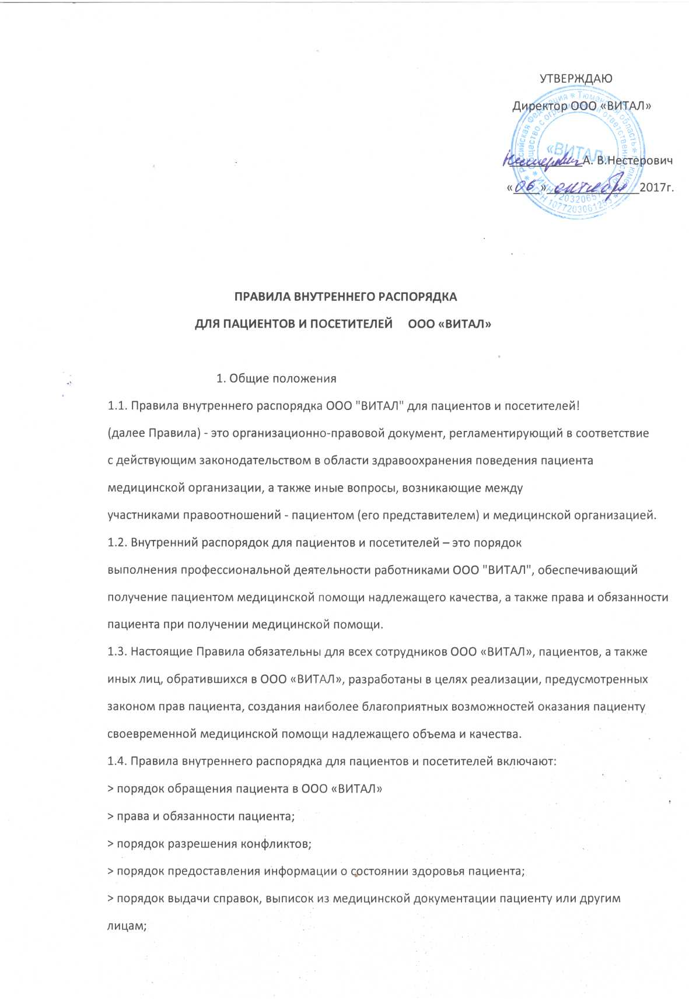 УТВЕРЖДАЮ
Директор ООО «ВИТАЛ»
«ВИТАЛ»
Нестерович А. В.Нестерович
«06» октября 2017г.
ПРАВИЛА ВНУТРЕННЕГО РАСПОРЯДКА
ДЛЯ ПАЦИЕНТОВ И ПОСЕТИТЕЛЕЙ ООО «ВИТАЛ»
1. Общие положения
1.1. Правила внутреннего распорядка ООО "ВИТАЛ" для пациентов и посетителей!
(далее Правила) - это организационно-правовой документ, регламентирующий в соответствие
с действующим законодательством в области здравоохранения поведения пациента
медицинской организации, а также иные вопросы, возникающие между
участниками правоотношений - пациентом (его представителем) и медицинской организацией.
1.2. Внутренний распорядок для пациентов и посетителей – это порядок
выполнения профессиональной деятельности работниками ООО "ВИТАЛ", обеспечивающий
получение пациентом медицинской помощи надлежащего качества, а также права и обязанности
пациента при получении медицинской помощи.
1.3. Настоящие Правила обязательны для всех сотрудников ООО «ВИТАЛ», пациентов, а также
иных лиц, обратившихся в ООО «ВИТАЛ», разработаны в целях реализации, предусмотренных
законом прав пациента, создания наиболее благоприятных возможностей оказания пациенту
своевременной медицинской помощи надлежащего объема и качества.
1.4. Правила внутреннего распорядка для пациентов и посетителей включают:
> порядок обращения пациента в ООО «ВИТАЛ»
> права и обязанности пациента;
> порядок разрешения конфликтов;
> порядок предоставления информации о состоянии здоровья пациента;
> порядок выдачи справок, выписок из медицинской документации пациенту или другим
лицам;